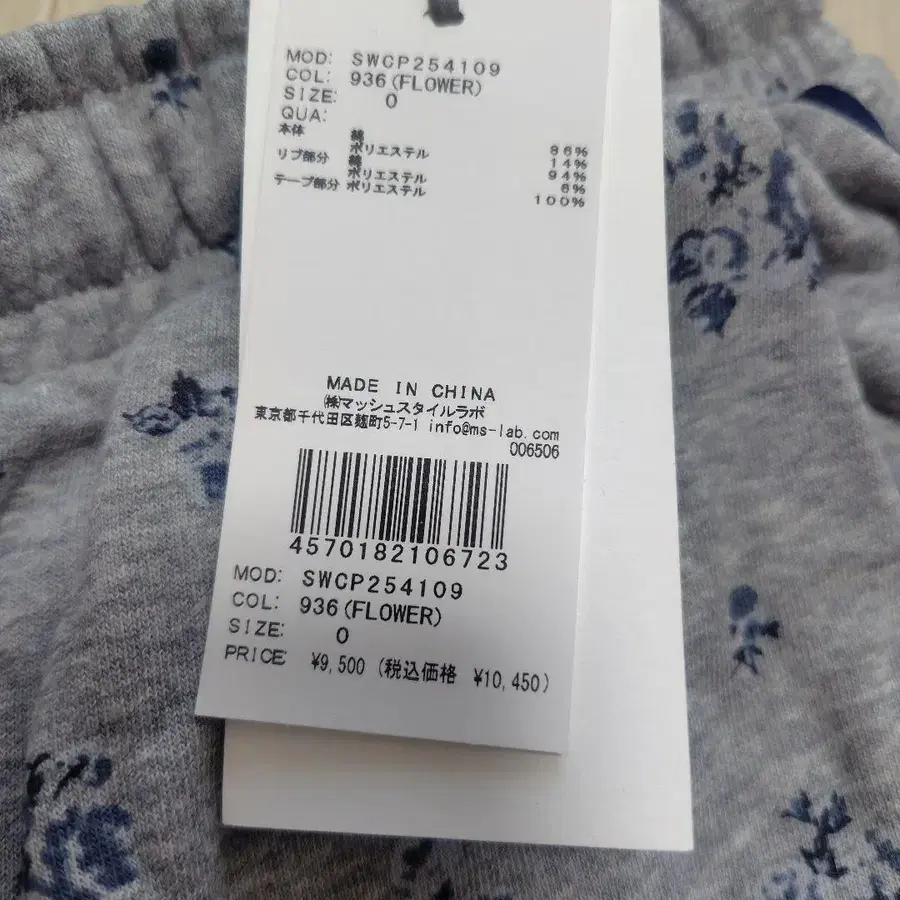 MOD: SWCP254109
COL: 936(FLOWER)
SIZE: 0
QUA:
本体 綿 86%
ポリエステル 14%
リブ部分 綿 94%
ポリエステル 6%
テープ部分 ポリエステル 100%
MADE IN CHINA
㈱マッシュスタイルラボ
東京都千代田区麹町5-7-1 info@ms-lab.com
006506
4570182106723
MOD: SWCP254109
COL: 936(FLOWER)
SIZE: 0
PRICE: ¥9,500 (税込価格 ¥10,450)